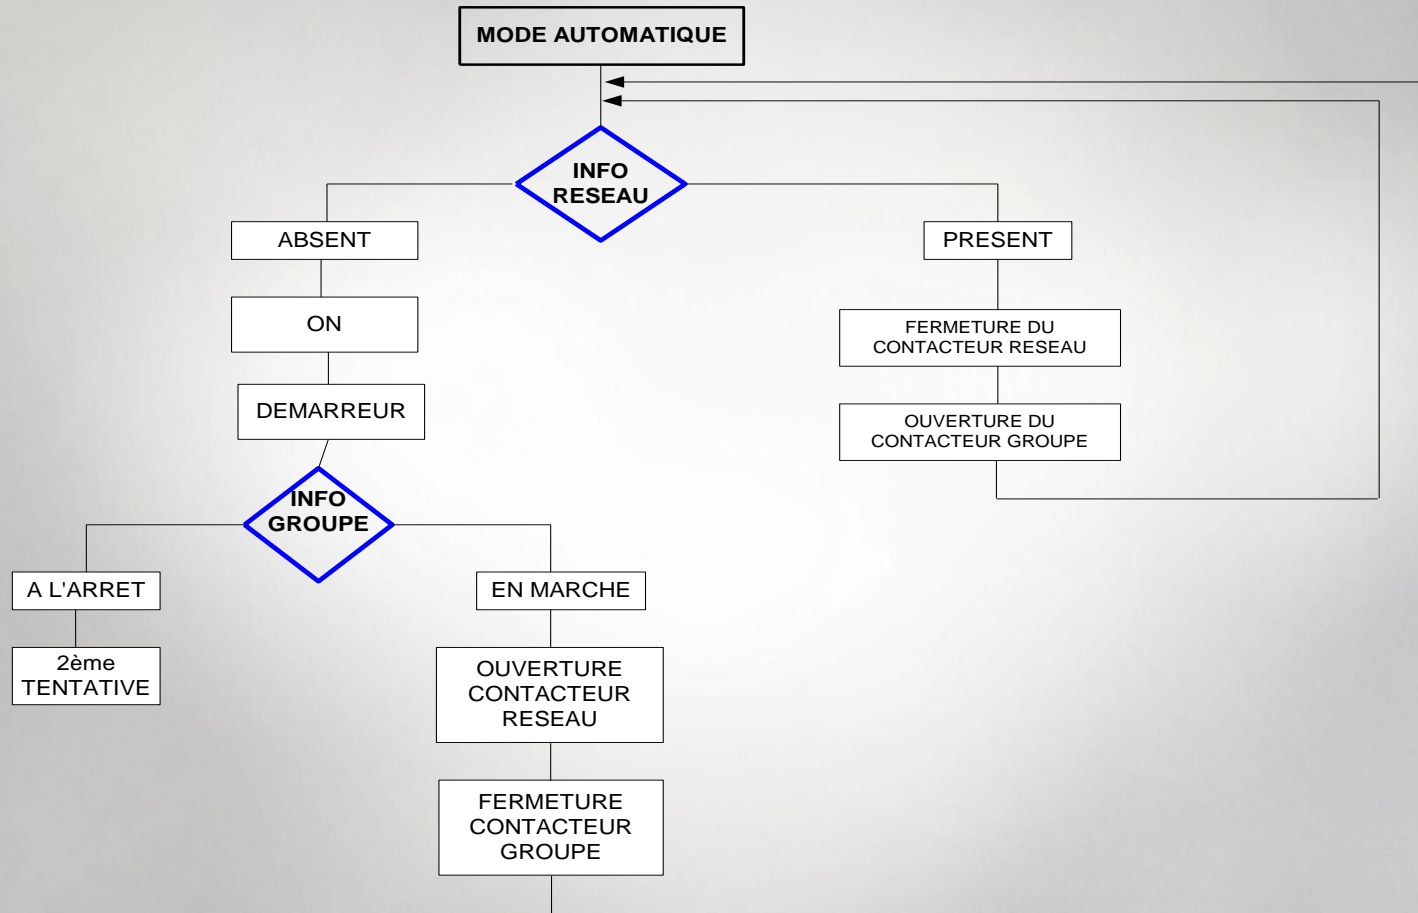 MODE AUTOMATIQUE
INFO
RESEAU
ABSENT
PRESENT
ON
FERMETURE DU
CONTACTEUR RESEAU
DEMARREUR
OUVERTURE DU
CONTACTEUR GROUPE
INFO
GROUPE
A L'ARRET
EN MARCHE
2ème
TENTATIVE
OUVERTURE
CONTACTEUR
RESEAU
FERMETURE
CONTACTEUR
GROUPE